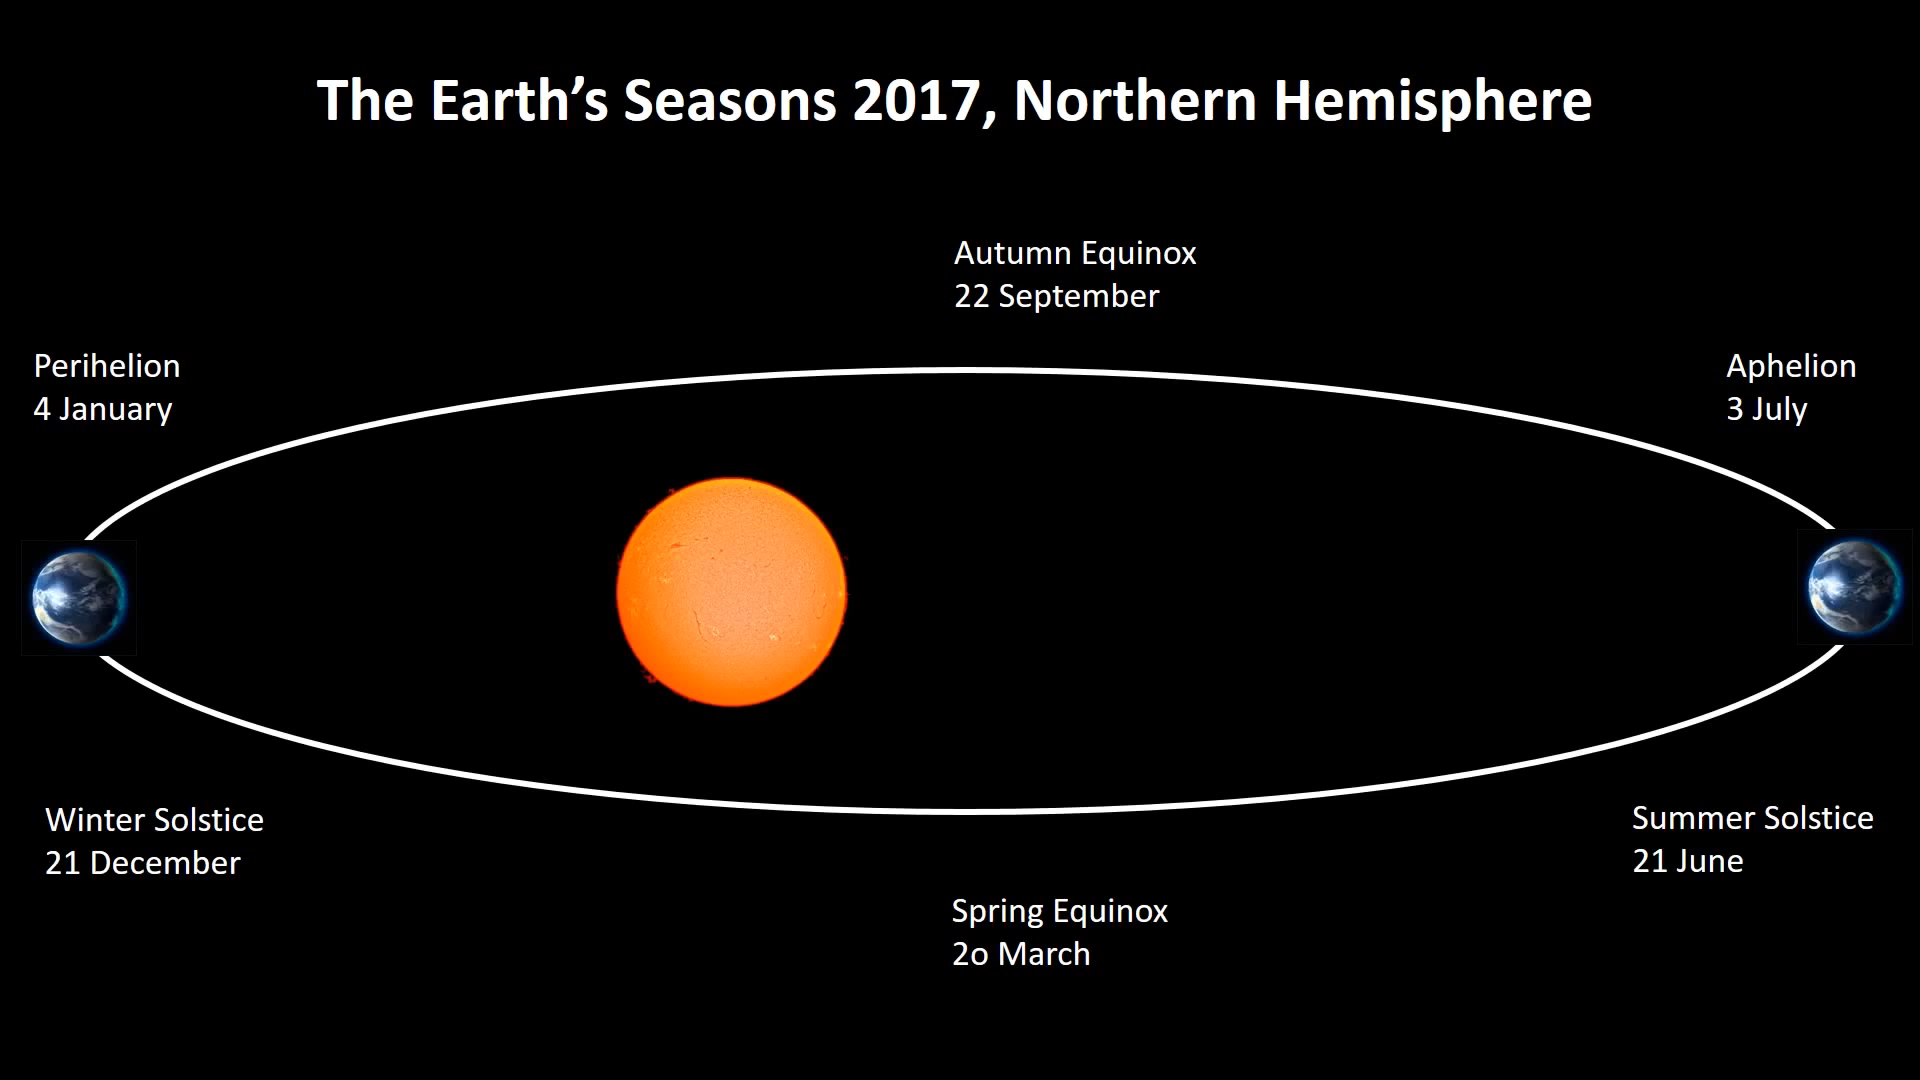 The Earth’s Seasons 2017, Northern Hemisphere
Autumn Equinox
22 September
Perihelion
4 January
Aphelion
3 July
Winter Solstice
21 December
Summer Solstice
21 June
Spring Equinox
2o March